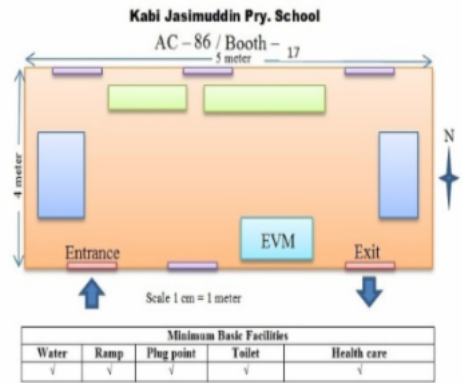 Kabi Jasimuddin Pry. School
AC – 86 / Booth – 17
5 meter
4 meter
N
EVM
Entrance
Exit
Scale 1 cm = 1 meter
Minimum Basic Facilities
Water Ramp Plug point Toilet Health care
√ √ √ √ √